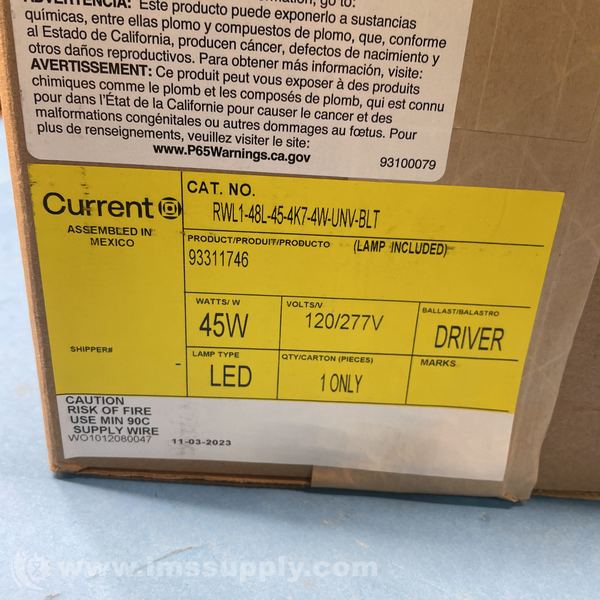 ADVERTENCIA: Este producto puede exponerlo a sustancias
químicas, entre ellas plomo y compuestos de plomo, que, conforme
al Estado de California, producen cáncer, defectos de nacimiento y
otros daños reproductivos. Para obtener más información, visite:
AVERTISSEMENT: Ce produit peut vous exposer à des produits
chimiques comme le plomb et les composés de plomb, qui est connu
pour dans l'État de la Californie pour causer le cancer et des
malformations congénitales ou autres dommages au fœtus. Pour
plus de renseignements, veuillez visiter le site:
www.P65Warnings.ca.gov
93100079
Current
ASSEMBLED IN
MEXICO
SHIPPER#
CAT. NO.
RWL1-48L-45-4K7-4W-UNV-BLT
PRODUCT/PRODUIT/PRODUCTO (LAMP INCLUDED)
93311746
WATTS/ W
45W
VOLTS/V
120/277V
BALLAST/BALASTRO
DRIVER
LAMP TYPE
LED
QTY/CARTON (PIECES)
1 ONLY
MARKS
CAUTION
RISK OF FIRE
USE MIN 90C
SUPPLY WIRE
WO1012080047 11-03-2023
www.imssupply.com